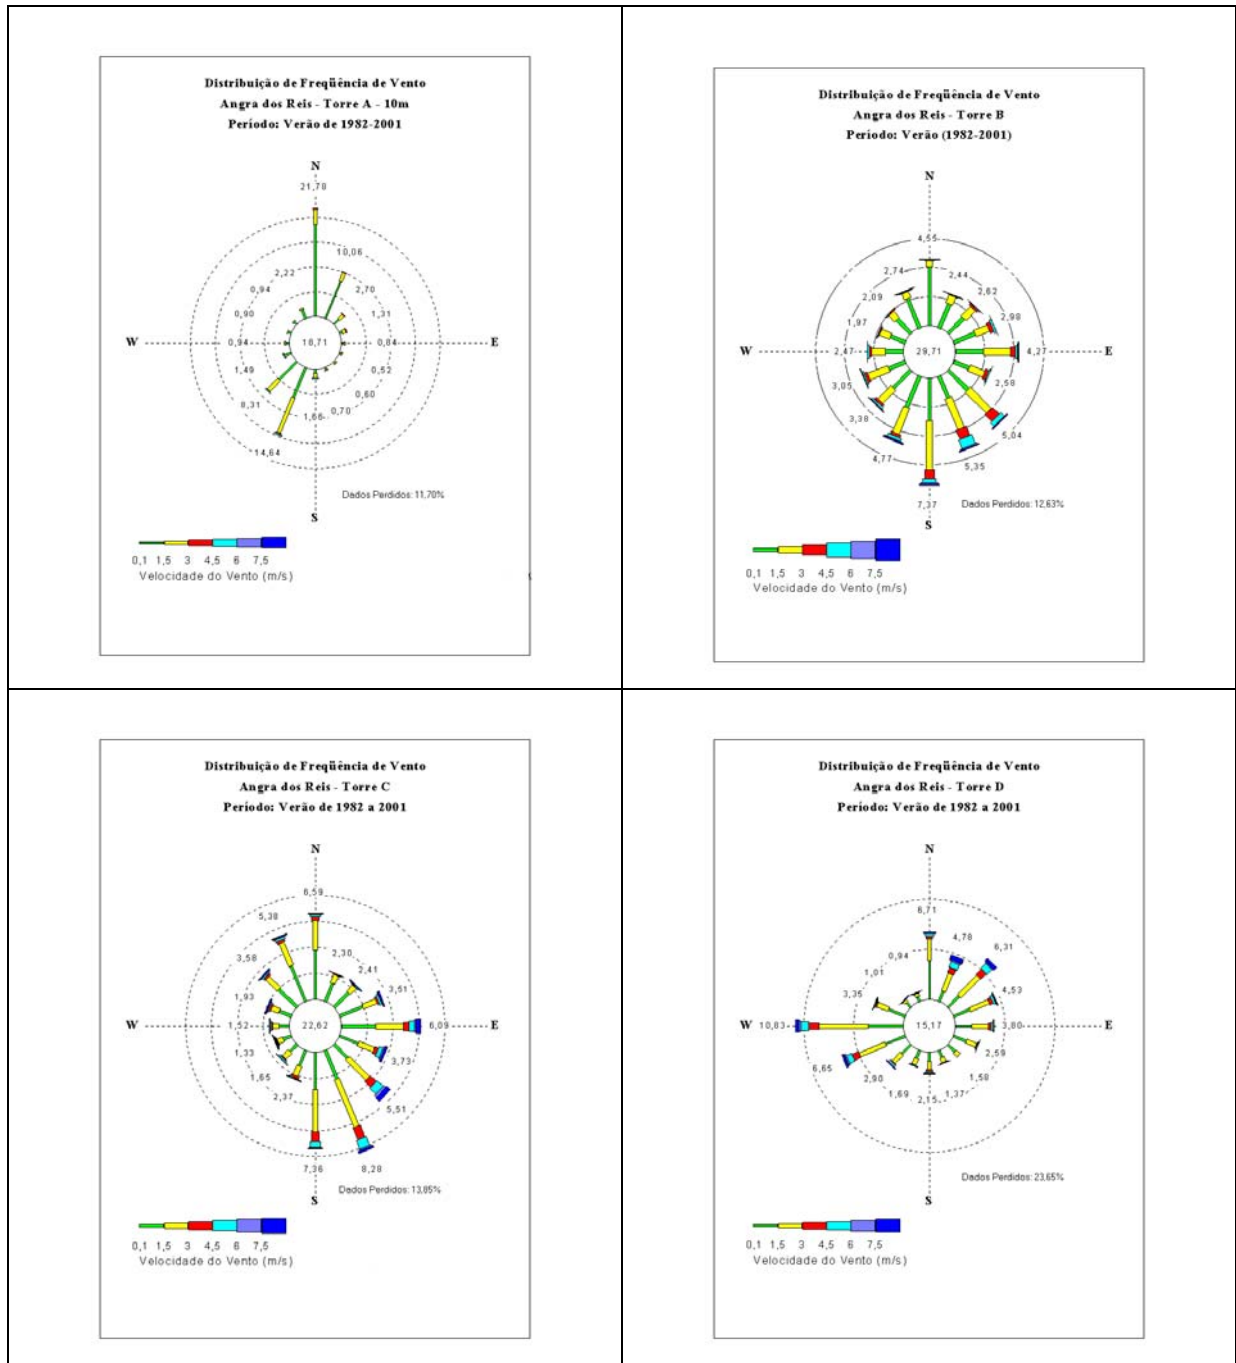 Distribuição de Freqüência de Vento
Angra dos Reis - Torre A - 10m
Período: Verão de 1982-2001
N
21,78
10,06
2,22
0,94
2,70
0,90
1,31
W
0,94
18,71
0,84
E
1,49
0,52
8,31
0,60
1,66
0,70
14,64
Dados Perdidos: 11,70%
S
0,1 1,5 3 4,5 6 7,5
Velocidade do Vento (m/s)
Distribuição de Freqüência de Vento
Angra dos Reis - Torre B
Período: Verão (1982-2001)
N
4,55
2,74
2,44
2,09
2,62
1,97
2,98
W
2,47
29,71
4,27
E
3,05
2,58
3,38
5,04
4,77
5,35
7,37
Dados Perdidos: 12,63%
S
0,1 1,5 3 4,5 6 7,5
Velocidade do Vento (m/s)
Distribuição de Freqüência de Vento
Angra dos Reis - Torre C
Período: Verão de 1982 a 2001
N
6,59
5,38
2,30
3,58
2,41
1,93
3,51
W
1,52
22,62
6,09
E
1,33
3,73
1,65
5,51
2,37
7,36
8,28
Dados Perdidos: 13,85%
S
0,1 1,5 3 4,5 6 7,5
Velocidade do Vento (m/s)
Distribuição de Freqüência de Vento
Angra dos Reis - Torre D
Período: Verão de 1982 a 2001
N
6,71
0,94
4,78
1,01
6,31
3,35
4,53
W
10,83
15,17
3,80
E
6,65
2,59
2,90
1,58
1,69
2,15
1,37
Dados Perdidos: 23,65%
S
0,1 1,5 3 4,5 6 7,5
Velocidade do Vento (m/s)